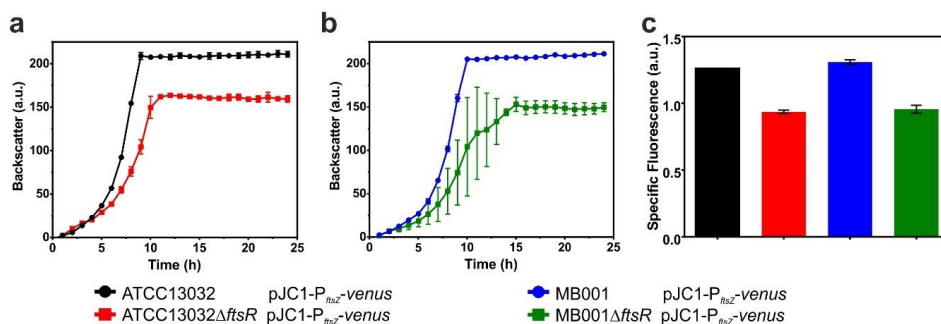 a
b
c
Backscatter (a.u.)
200
150
100
50
0
0 5 10 15 20 25
Time (h)
Backscatter (a.u.)
200
150
100
50
0
0 5 10 15 20 25
Time (h)
Specific Fluorescence (a.u.)
1.5
1.0
0.5
0.0
ATCC13032 pJC1-PftsZ-venus
ATCC13032ΔftsR pJC1-PftsZ-venus
MB001 pJC1-PftsZ-venus
MB001ΔftsR pJC1-PftsZ-venus